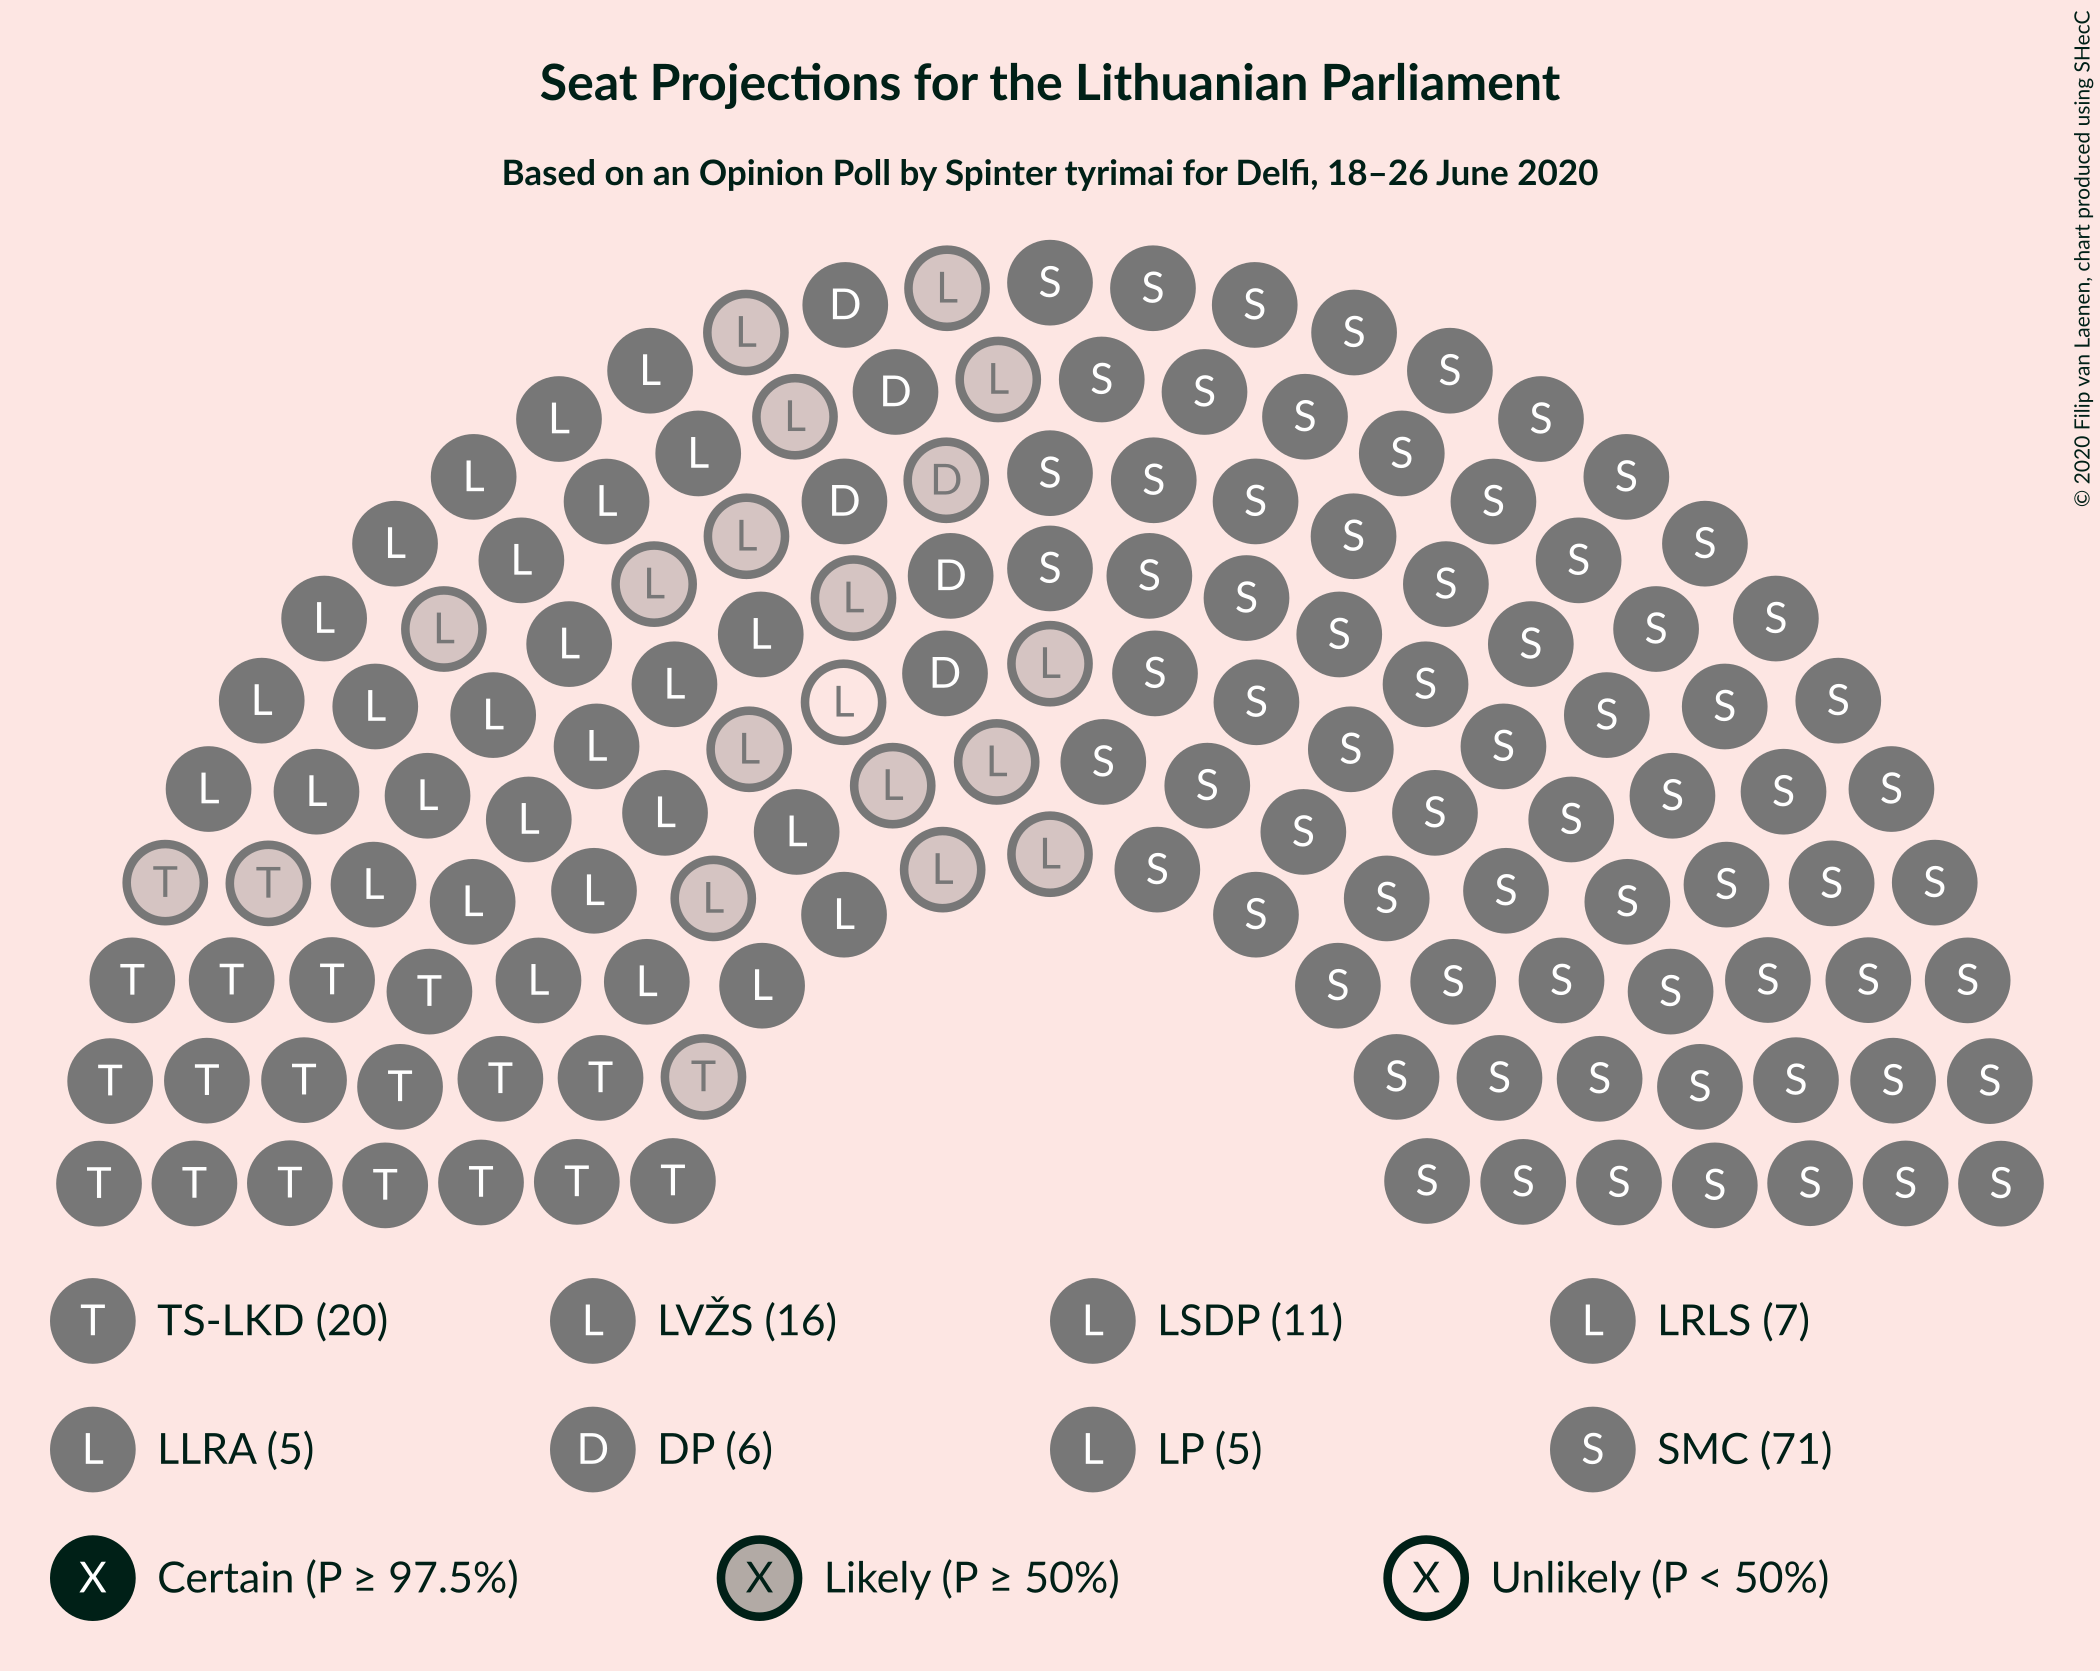 Seat Projections for the Lithuanian Parliament
Based on an Opinion Poll by Spinter tyrimai for Delfi, 18–26 June 2020
© 2020 Filip van Laenen, chart produced using SHecC
L D L S S S
L L S S
L L D L S S S S
L L D D S S S S S
L L L L S S S
L L L L D S S S S S
L L L L L D L S S S S S S
L L L L L S S S S S
L L L L L L L S S S S S S S
T T L L L L L L S S S S S S S S
T T T T L L L S S S S S S S
T T T T T T T S S S S S S S
T T T T T T T S S S S S S S
T TS-LKD (20) L LVŽS (16) L LSDP (11) L LRLS (7)
L LLRA (5) D DP (6) L LP (5) S SMC (71)
X Certain (P ≥ 97.5%) X Likely (P ≥ 50%) X Unlikely (P < 50%)